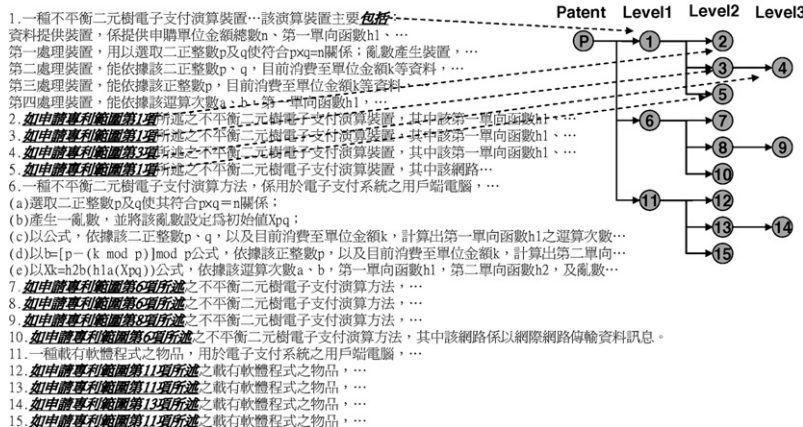 Patent Level1 Level2 Level3
1.一種不平衡二元樹電子支付演算裝置…該演算裝置主要包括:
資料提供裝置，係提供申購單位金額總數n、第一單向函數h1、…
第一處理裝置，用以選取二正整數p及q使符合p×q=n關係；亂數產生裝置，…
第二處理裝置，能依據該二正整數p、q，目前消費至單位金額k等資料，…
第三處理裝置，能依據該正整數p，目前消費至單位金額k等資料…
第四處理裝置，能依該運算次數a、b，第一單向函數h1，…
2.如申請專利範圍第1項所述之不平衡二元樹電子支付演算裝置，其中該第一單向函數h1、…
3.如申請專利範圍第1項所述之不平衡二元樹電子支付演算裝置，其中該第一單向函數h1、…
4.如申請專利範圍第3項所述之不平衡二元樹電子支付演算裝置，其中該第一單向函數h1、…
5.如申請專利範圍第1項所述之不平衡二元樹電子支付演算裝置，其中該網路…
6.一種不平衡二元樹電子支付演算方法，係用於電子支付系統之用戶端電腦，…
(a)選取二正整數p及q使其符合p×q=n關係；
(b)產生一亂數，並將該亂數設定爲初始值Xpq；
(c)以公式，依據該二正整數p、q，以及目前消費至單位金額k，計算出第一單向函數h1之運算次數…
(d)以b=[p−(k mod p)]mod p公式，依據該正整數p，以及目前消費至單位金額k，計算出第二單向…
(e)以Xk=h2b(h1a(Xpq))公式，依據該運算次數a、b，第一單向函數h1，第二單向函數h2，及亂數…
7.如申請專利範圍第6項所述之不平衡二元樹電子支付演算方法，…
8.如申請專利範圍第6項所述之不平衡二元樹電子支付演算方法，…
9.如申請專利範圍第8項所述之不平衡二元樹電子支付演算方法，…
10.如申請專利範圍第6項所述之不平衡二元樹電子支付演算方法，其中該網路係以網際網路傳輸資料訊息。
11.一種載有軟體程式之物品，用於電子支付系統之用戶端電腦，…
12.如申請專利範圍第11項所述之載有軟體程式之物品，…
13.如申請專利範圍第11項所述之載有軟體程式之物品，…
14.如申請專利範圍第13項所述之載有軟體程式之物品，…
15.如申請專利範圍第11項所述之載有軟體程式之物品，…
P 1 2
3 4
5
6 7
8 9
10
11 12
13 14
15